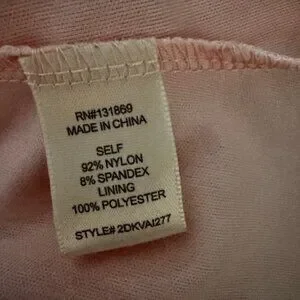 RN#131869
MADE IN CHINA
SELF
92% NYLON
8% SPANDEX
LINING
100% POLYESTER
STYLE# 2DKVAI277